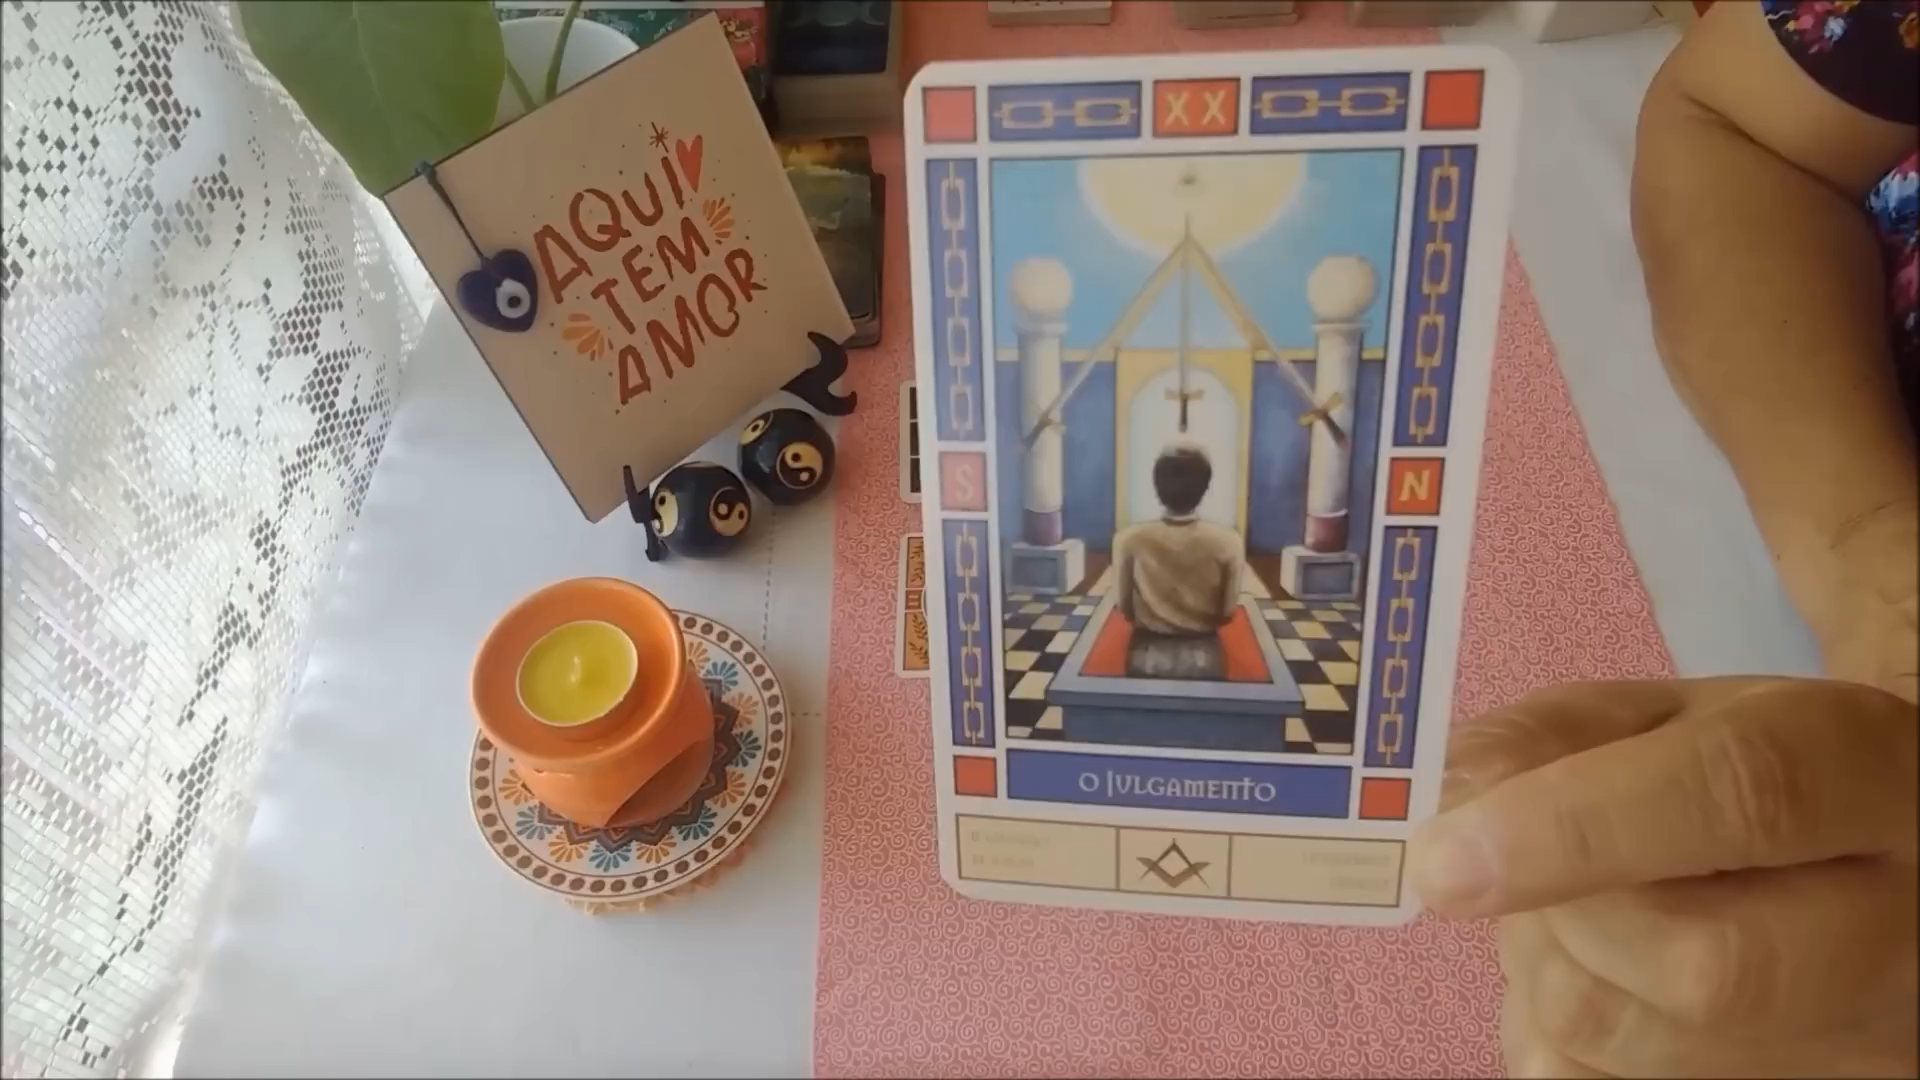 AQUI
TEM
AMOR
XX
S
N
O JULGAMENTO